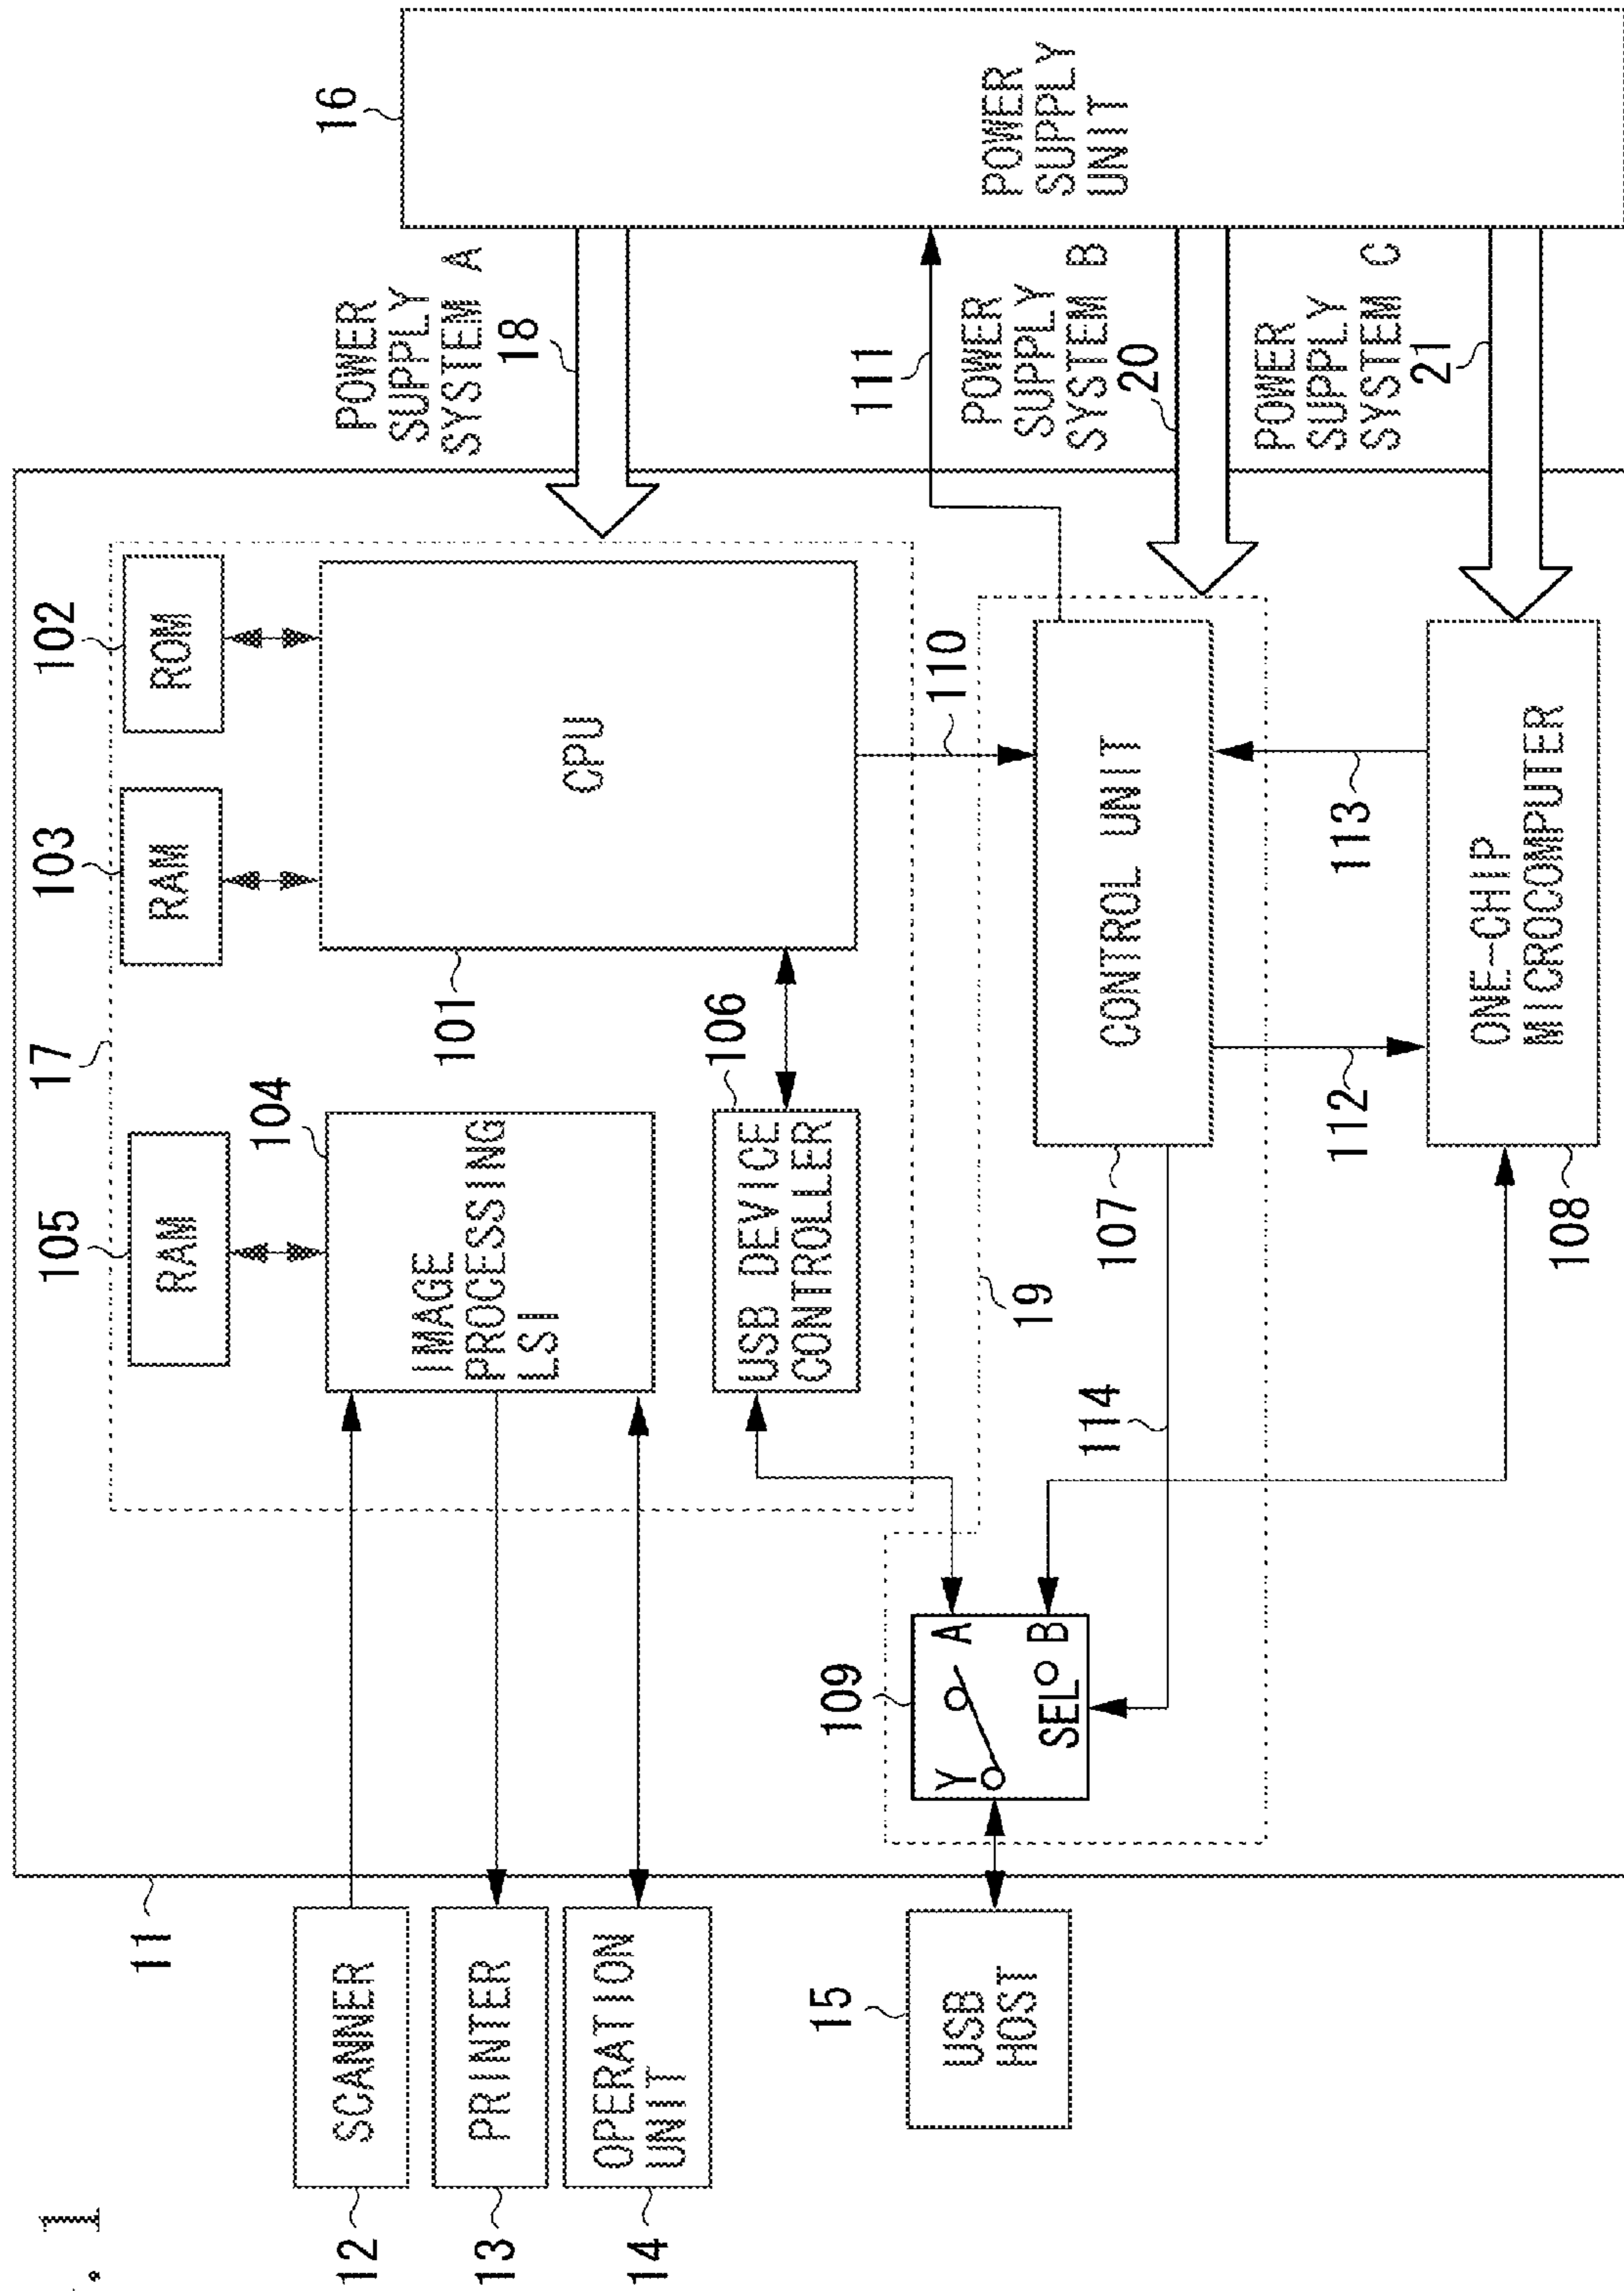 . 1
11
12
SCANNER
13
PRINTER
14
OPERATION
UNIT
15
USB
HOST
17
105
RAM
103
RAM
102
ROM
104
IMAGE
PROCESSING
LSI
101
CPU
106
USB DEVICE
CONTROLLER
POWER
SUPPLY
SYSTEM A
18
16
POWER
SUPPLY
UNIT
109
Y
A
B
SEL
19
114
107
CONTROL UNIT
110
111
POWER
SUPPLY
SYSTEM B
20
112
113
108
ONE-CHIP
MICROCOMPUTER
POWER
SUPPLY
SYSTEM C
21